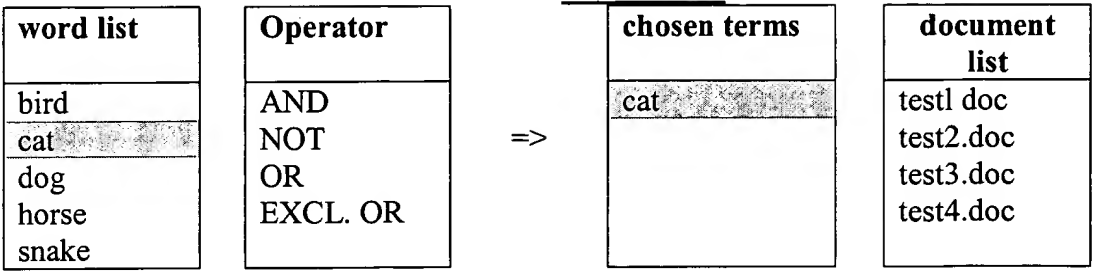 word list
bird
cat
dog
horse
snake
Operator
AND
NOT
OR
EXCL. OR
=>
chosen terms
cat
document
list
testl doc
test2.doc
test3.doc
test4.doc